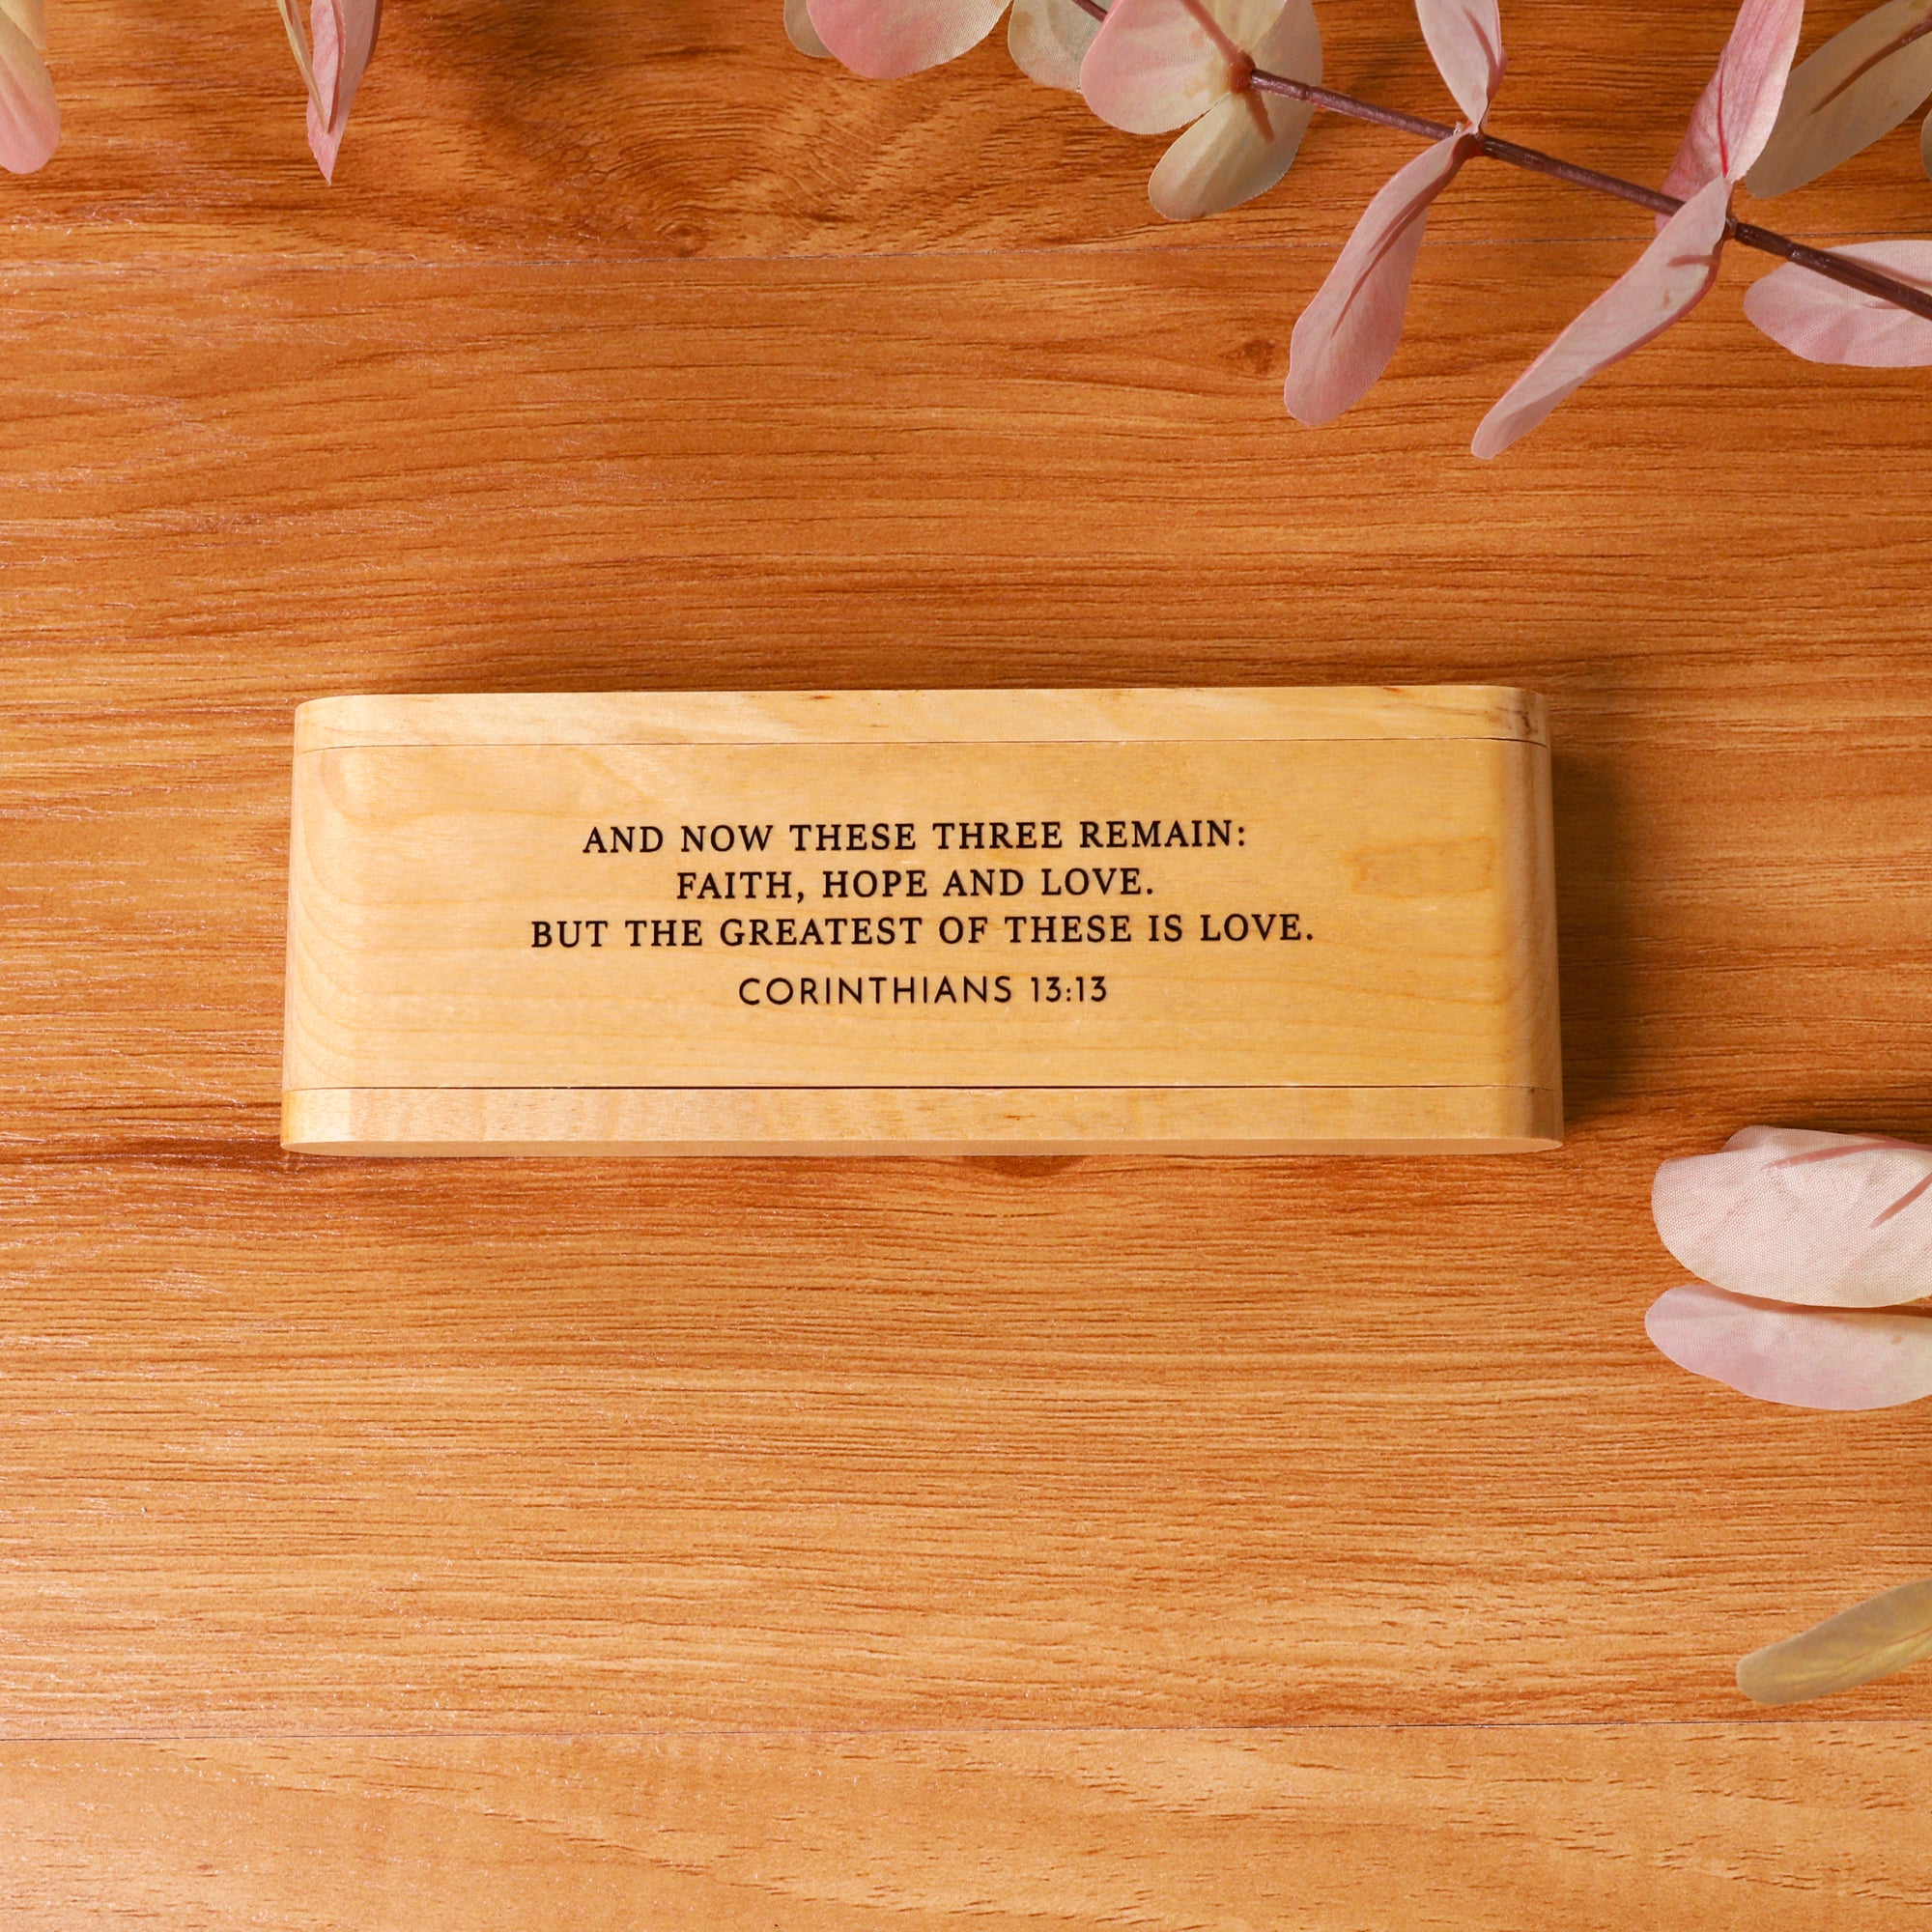 AND NOW THESE THREE REMAIN:
FAITH, HOPE AND LOVE.
BUT THE GREATEST OF THESE IS LOVE.
CORINTHIANS 13:13